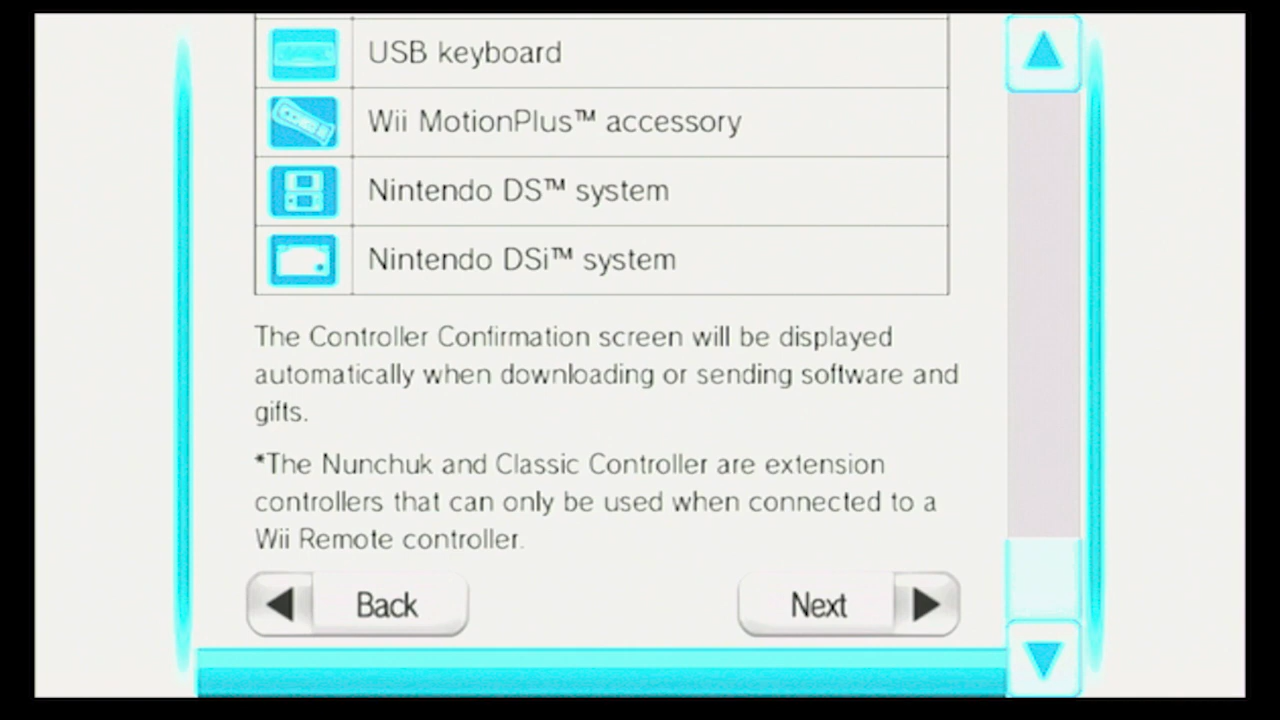 USB keyboard
Wii MotionPlus™ accessory
Nintendo DS™ system
Nintendo DSi™ system
The Controller Confirmation screen will be displayed
automatically when downloading or sending software and
gifts.
*The Nunchuk and Classic Controller are extension
controllers that can only be used when connected to a
Wii Remote controller.
Back
Next